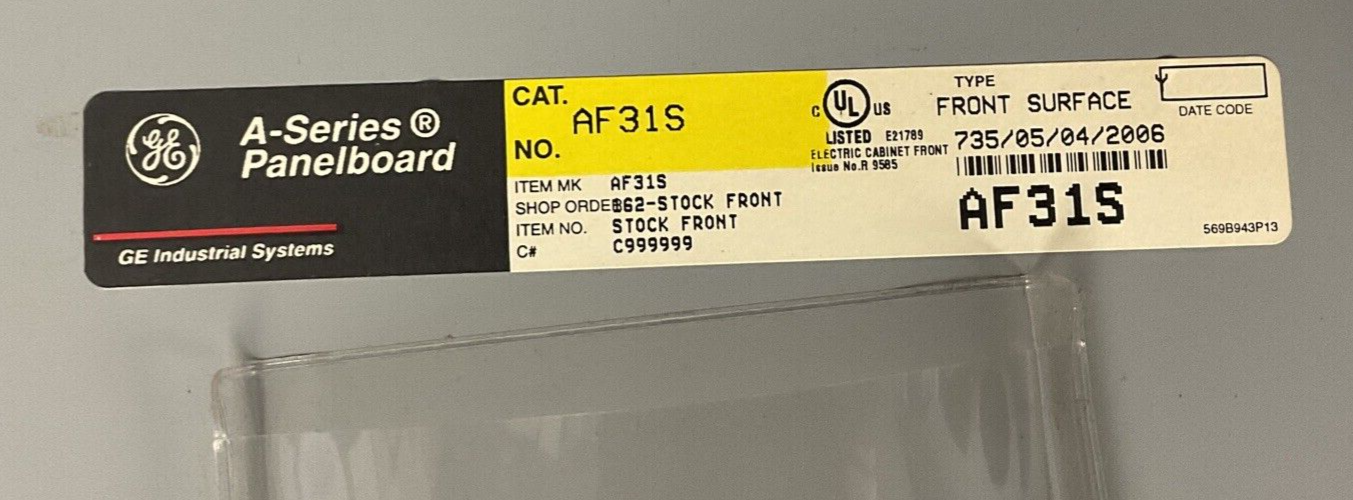 GE
A-Series ®
Panelboard
GE Industrial Systems
CAT.
NO.
AF31S
ITEM MK AF31S
SHOP ORDER 862-STOCK FRONT
ITEM NO. STOCK FRONT
C# C999999
C UL US
LISTED E21789
ELECTRIC CABINET FRONT
Issue No.R 9585
TYPE
FRONT SURFACE
735/05/04/2006
AF31S
DATE CODE
569B943P13